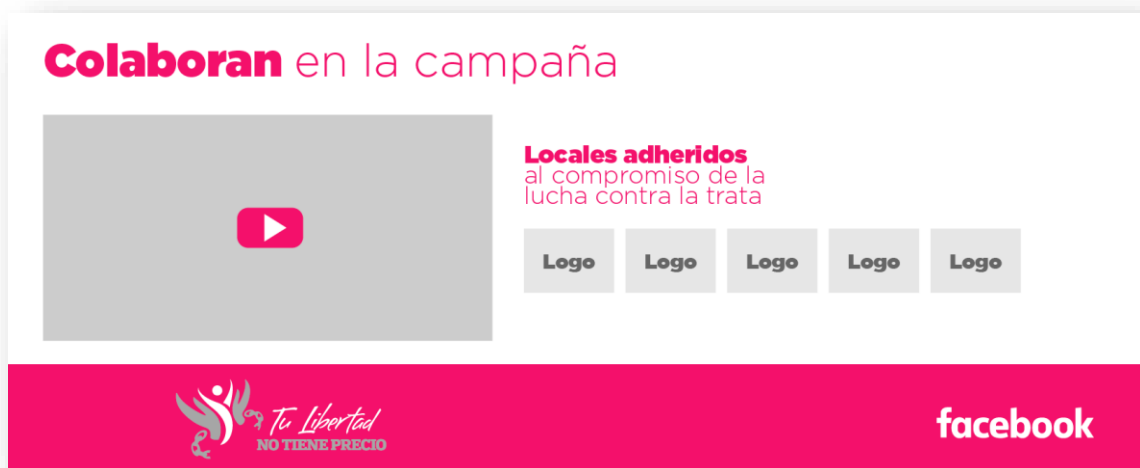 Colaboran en la campaña
Locales adheridos
al compromiso de la
lucha contra la trata
Logo Logo Logo Logo Logo
Tu Libertad
NO TIENE PRECIO
facebook